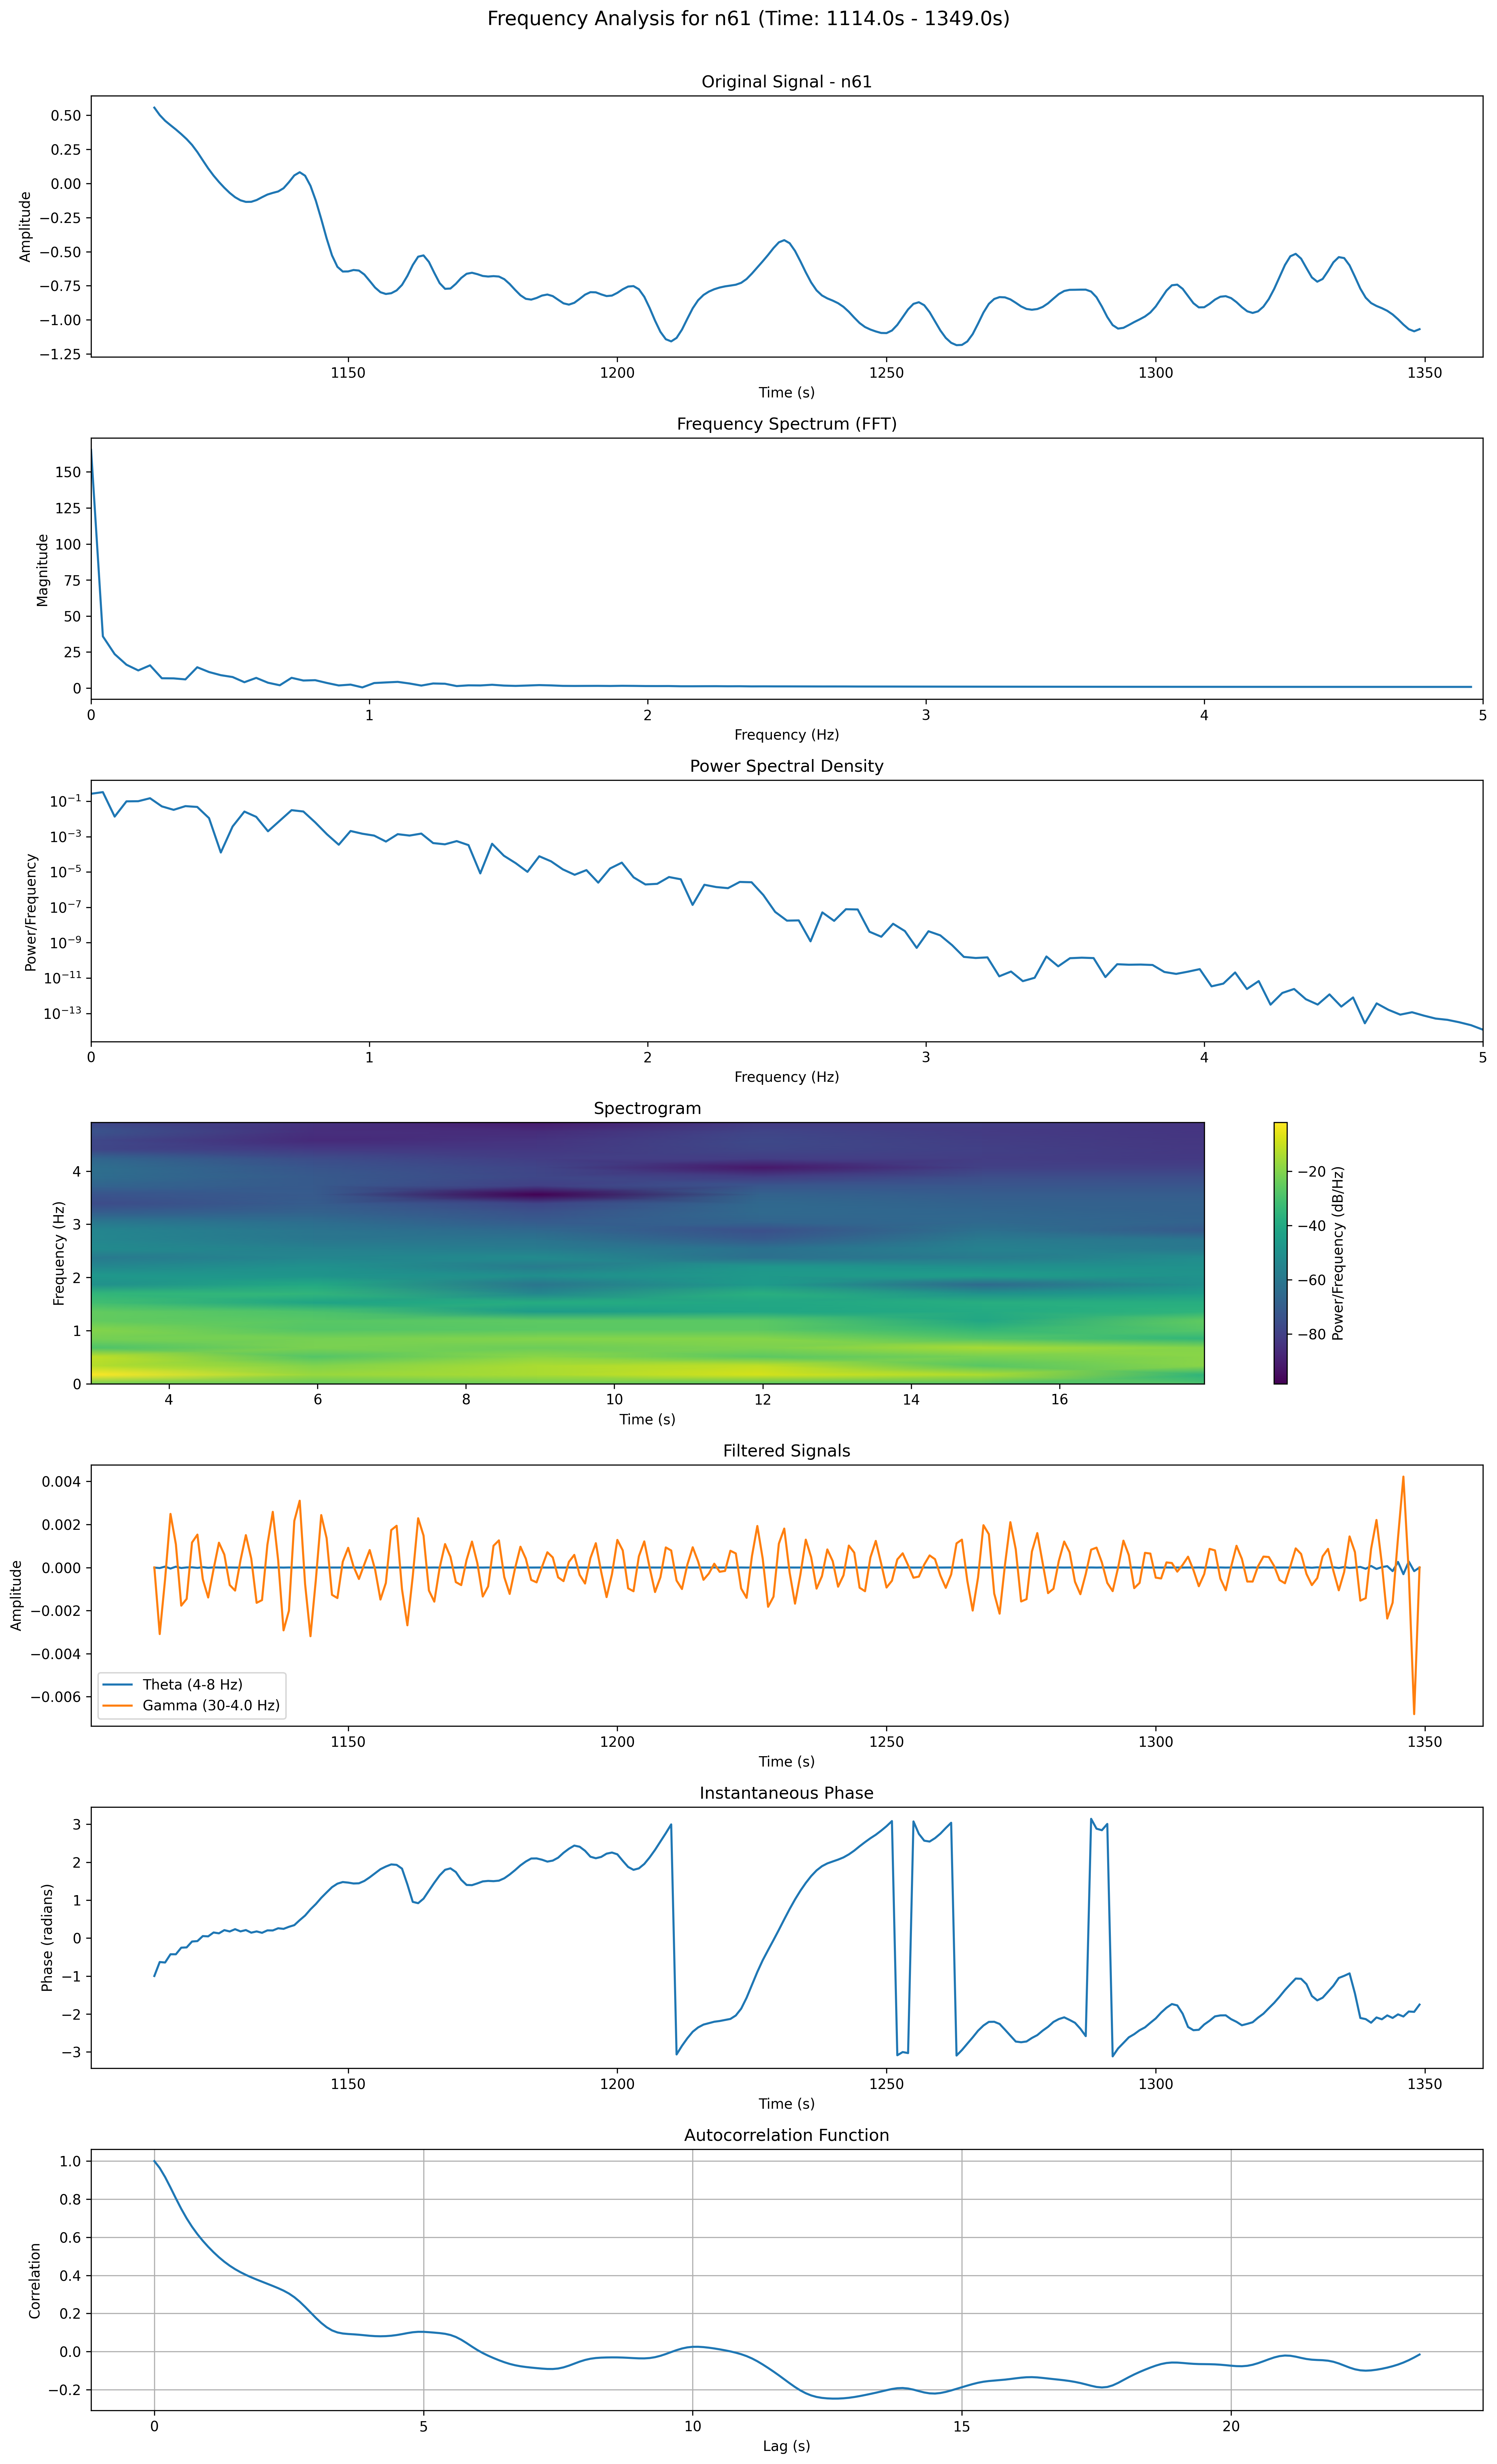 Frequency Analysis for n61 (Time: 1114.0s - 1349.0s)
Original Signal - n61
0.50
0.25
0.00
−0.25
−0.50
−0.75
−1.00
−1.25
Amplitude
1150 1200 1250 1300 1350
Time (s)
Frequency Spectrum (FFT)
150
125
100
75
50
25
0
Magnitude
0 1 2 3 4 5
Frequency (Hz)
Power Spectral Density
10⁻¹
10⁻³
10⁻⁵
10⁻⁷
10⁻⁹
10⁻¹¹
10⁻¹³
Power/Frequency
0 1 2 3 4 5
Frequency (Hz)
Spectrogram
4
3
2
1
0
Frequency (Hz)
4 6 8 10 12 14 16
Time (s)
−20
−40
−60
−80
Power/Frequency (dB/Hz)
Filtered Signals
0.004
0.002
0.000
−0.002
−0.004
−0.006
Amplitude
Theta (4-8 Hz)
Gamma (30-4.0 Hz)
1150 1200 1250 1300 1350
Time (s)
Instantaneous Phase
3
2
1
0
−1
−2
−3
Phase (radians)
1150 1200 1250 1300 1350
Time (s)
Autocorrelation Function
1.0
0.8
0.6
0.4
0.2
0.0
−0.2
Correlation
0 5 10 15 20
Lag (s)